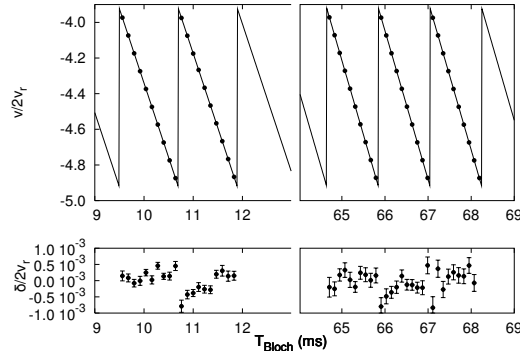 v/2v_r
-4.0
-4.2
-4.4
-4.6
-4.8
-5.0
9 10 11 12
65 66 67 68 69
δ/2v_r
1.0 10⁻³
0.5 10⁻³
0.0 10⁻³
-0.5 10⁻³
-1.0 10⁻³
9 10 11 12
65 66 67 68 69
T_Bloch (ms)